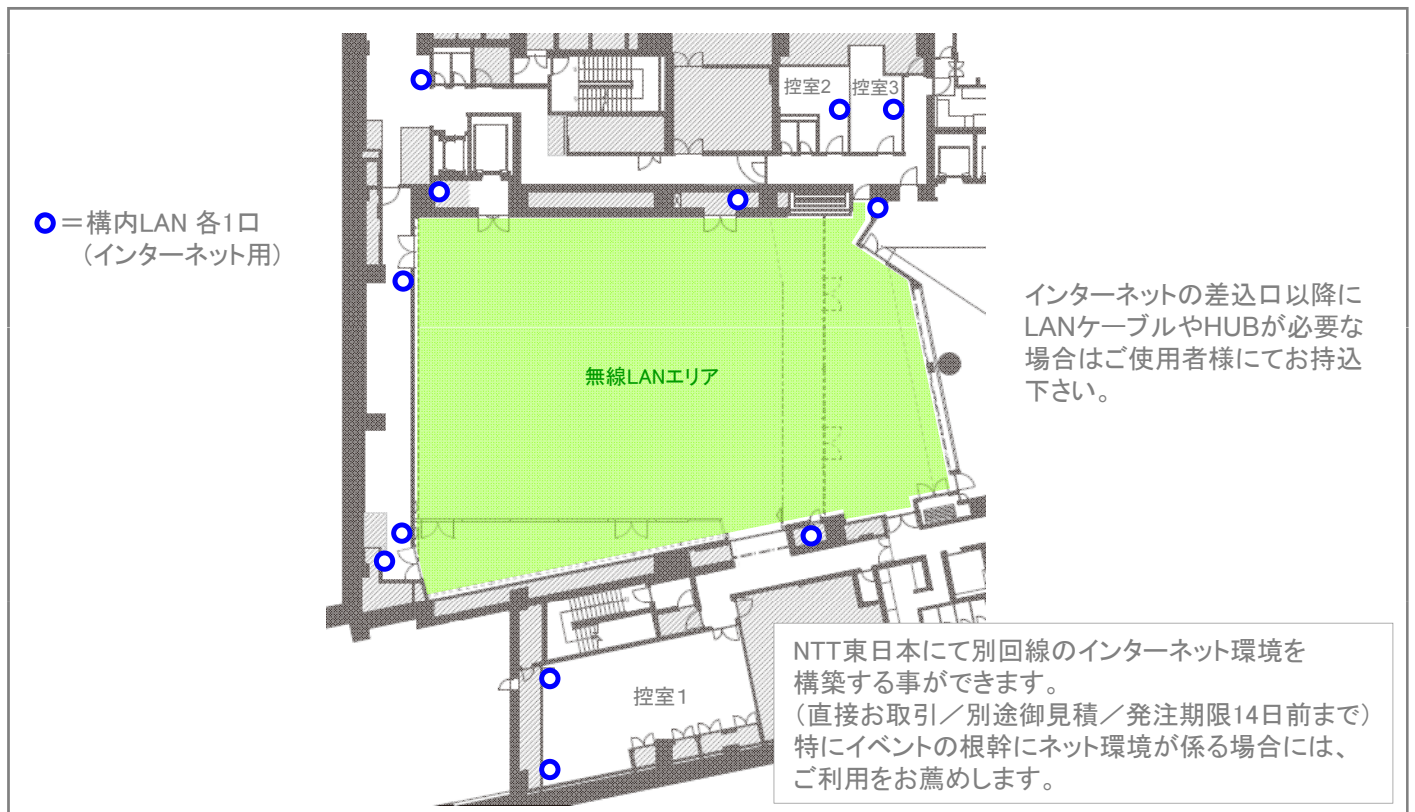 控室2
控室3
=構内LAN 各1口
(インターネット用)
インターネットの差込口以降に
LANケーブルやHUBが必要な
場合はご使用者様にてお持込
下さい。
無線LANエリア
控室1
NTT東日本にて別回線のインターネット環境を
構築する事ができます。
(直接お取引/別途御見積/発注期限14日前まで)
特にイベントの根幹にネット環境が係る場合には、
ご利用をお薦めします。